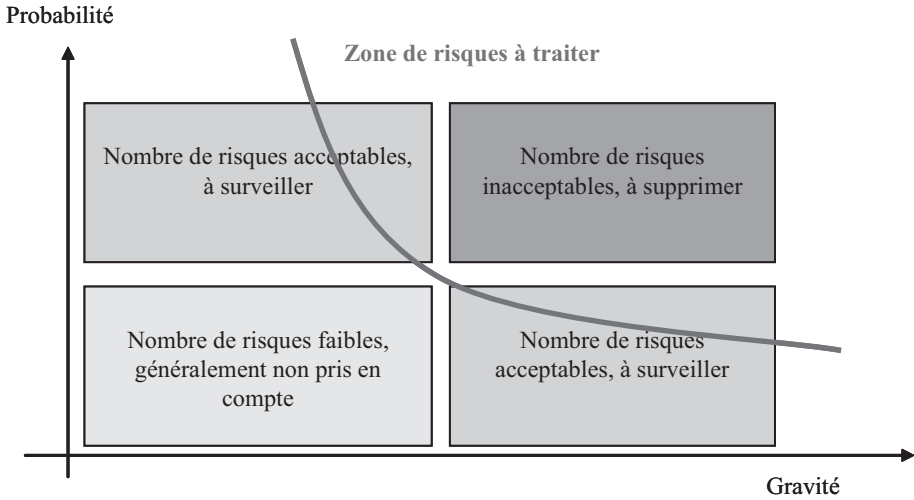 Probabilité
Zone de risques à traiter
Nombre de risques acceptables,
à surveiller
Nombre de risques
inacceptables, à supprimer
Nombre de risques faibles,
généralement non pris en
compte
Nombre de risques
acceptables, à surveiller
Gravité